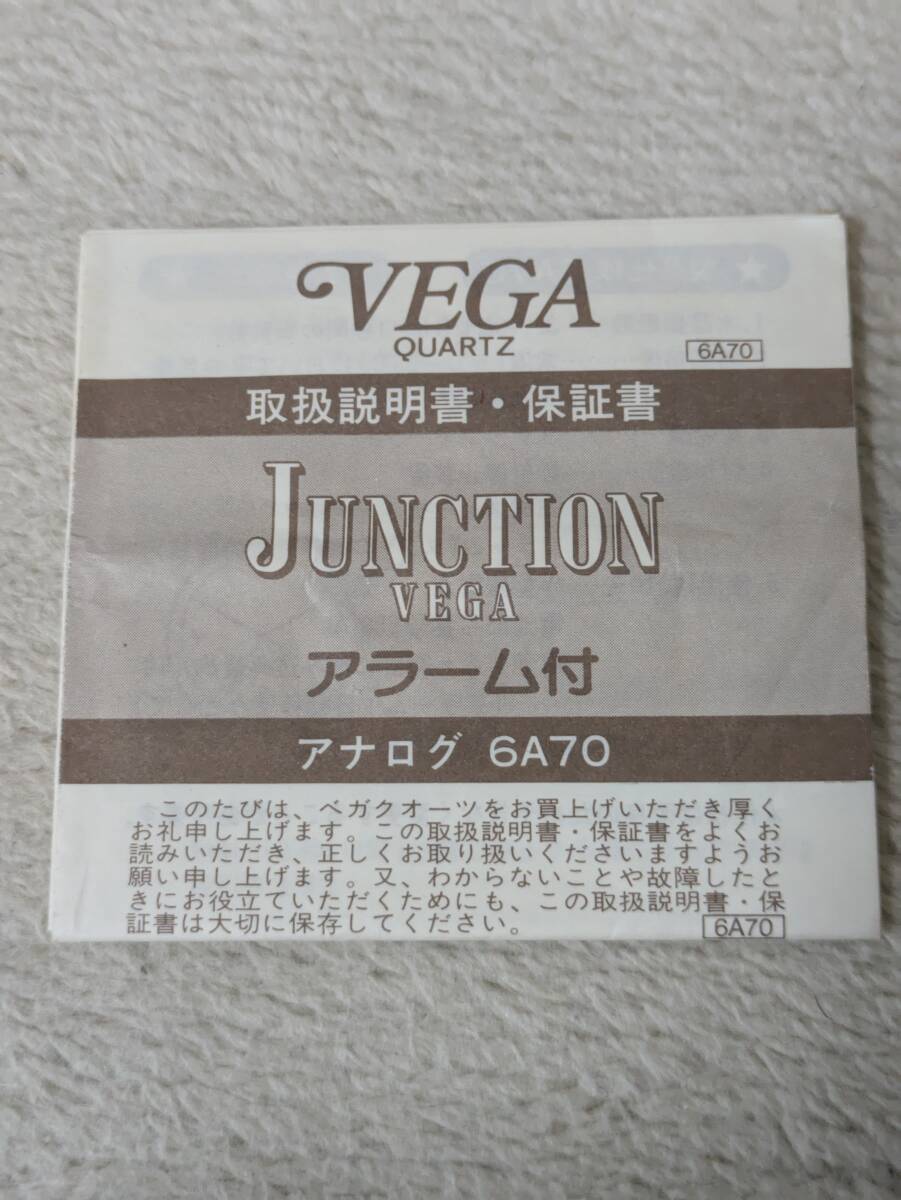 VEGA
QUARTZ
6A70
取扱説明書・保証書
JUNCTION
VEGA
アラーム付
アナログ 6A70
このたびは、ベガクオーツをお買上げいただき厚く
お礼申し上げます。この取扱説明書・保証書をよくお
読みいただき、正しくお取り扱いくださいますようお
願い申し上げます。又、わからないことや故障したと
きにお役立ていただくためにも、この取扱説明書・保
証書は大切に保存してください。
6A70